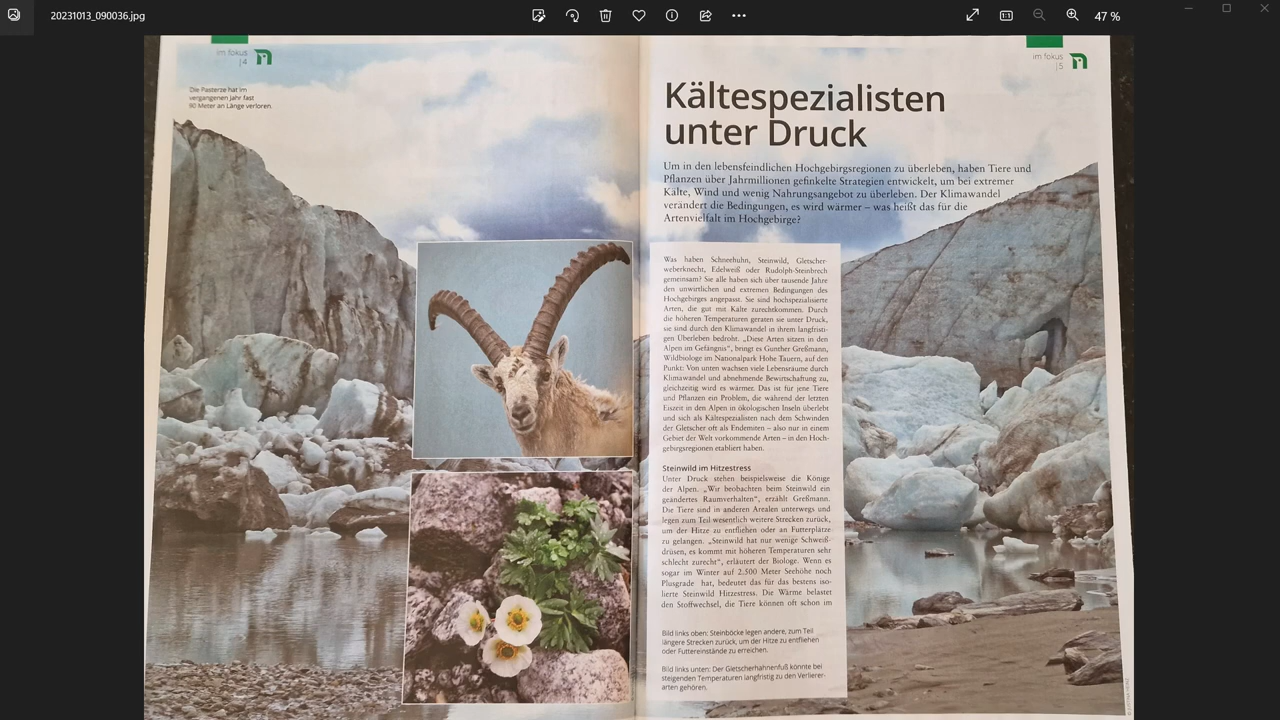 20231013_090036.jpg
47 %
im fokus
|4
Die Pasterze hat im
vergangenen Jahr fast
90 Meter an Länge verloren.
im fokus
|5
Kältespezialisten
unter Druck
Um in den lebensfeindlichen Hochgebirgsregionen zu überleben, haben Tiere und
Pflanzen über Jahrmillionen gefinkelte Strategien entwickelt, um bei extremer
Kälte, Wind und wenig Nahrungsangebot zu überleben. Der Klimawandel
verändert die Bedingungen, es wird wärmer – was heißt das für die
Artenvielfalt im Hochgebirge?
Was haben Schneehuhn, Steinwild, Gletscher-
weberknecht, Edelweiß oder Rudolph-Steinbrech
gemeinsam? Sie alle haben sich über tausende Jahre
den unwirtlichen und extremen Bedingungen des
Hochgebirges angepasst. Sie sind hochspezialisierte
Arten, die gut mit Kälte zurechtkommen. Durch
die höheren Temperaturen geraten sie unter Druck,
sie sind durch den Klimawandel in ihrem langfristi-
gen Überleben bedroht. „Diese Arten sitzen in den
Alpen im Gefängnis“, bringt es Gunther Greßmann,
Wildbiologe im Nationalpark Hohe Tauern, auf den
Punkt: Von unten wachsen viele Lebensräume durch
Klimawandel und abnehmende Bewirtschaftung zu,
gleichzeitig wird es wärmer. Das ist für jene Tiere
und Pflanzen ein Problem, die während der letzten
Eiszeit in den Alpen in ökologischen Inseln überlebt
und sich als Kältespezialisten nach dem Schwinden
der Gletscher oft als Endemiten – also nur in einem
Gebiet der Welt vorkommende Arten – in den Hoch-
gebirgsregionen etabliert haben.
Steinwild im Hitzestress
Unter Druck stehen beispielsweise die Könige
der Alpen. „Wir beobachten beim Steinwild ein
geändertes Raumverhalten“, erzählt Greßmann.
Die Tiere sind in anderen Arealen unterwegs und
legen zum Teil wesentlich weitere Strecken zurück,
um der Hitze zu entfliehen oder an Futterplätze
zu gelangen. „Steinwild hat nur wenige Schweiß-
drüsen, es kommt mit höheren Temperaturen sehr
schlecht zurecht“, erläutert der Biologe. Wenn es
sogar im Winter auf 2.500 Meter Seehöhe noch
Plusgrade hat, bedeutet das für das bestens iso-
lierte Steinwild Hitzestress. Die Wärme belastet
den Stoffwechsel, die Tiere können oft schon im
Bild links oben: Steinböcke legen andere, zum Teil
längere Strecken zurück, um der Hitze zu entfliehen
oder Futtereinstände zu erreichen.
Bild links unten: Der Gletscherhahnenfuß könnte bei
steigenden Temperaturen langfristig zu den Verlierer-
arten gehören.